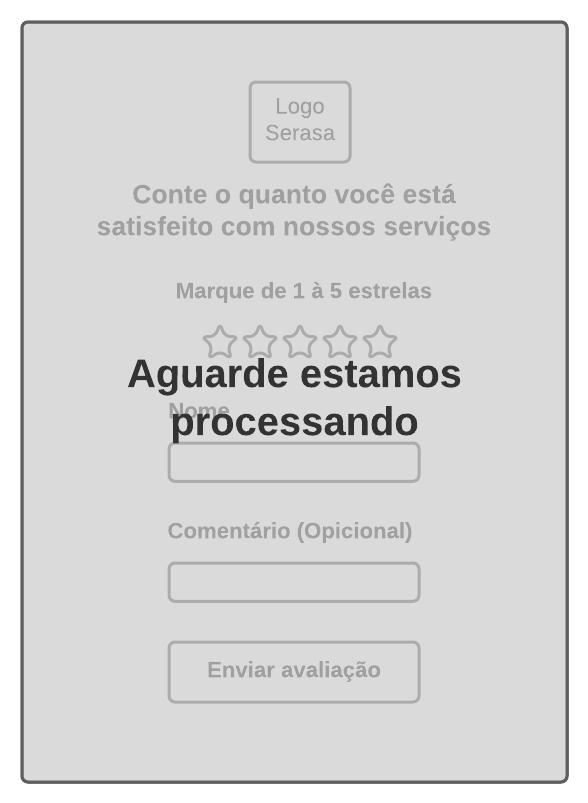 Logo
Serasa
Conte o quanto você está
satisfeito com nossos serviços
Marque de 1 à 5 estrelas
Aguarde estamos
Nome
processando
Comentário (Opicional)
Enviar avaliação